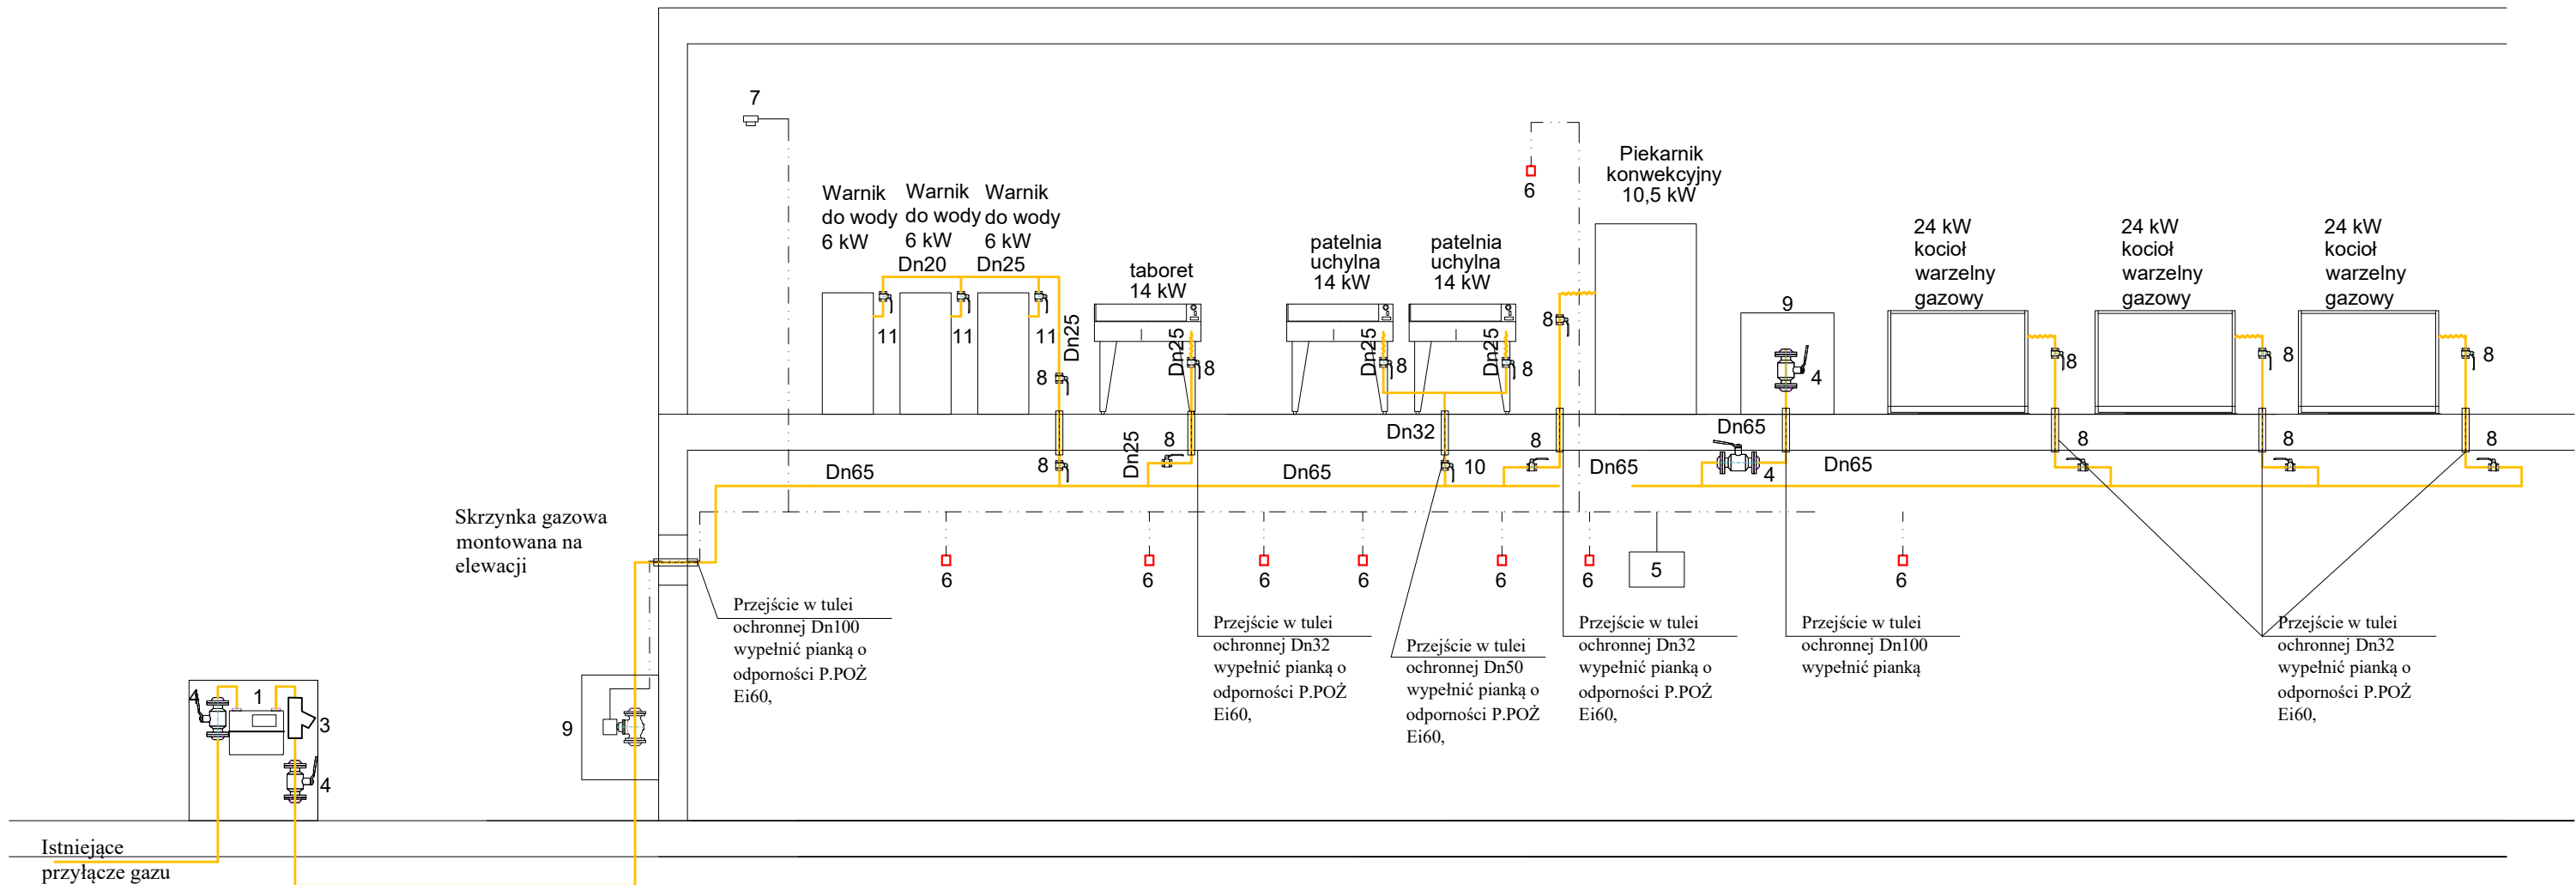 7
Warnik
do wody
6 kW
Warnik
do wody
6 kW
Dn20
Warnik
do wody
6 kW
Dn25
11
11
11
Dn25
8
taboret
14 kW
Dn25
8
patelnia
uchylna
14 kW
Dn25
8
patelnia
uchylna
14 kW
Dn25
8
6
8
Piekarnik
konwekcyjny
10,5 kW
9
4
24 kW
kocioł
warzelny
gazowy
8
24 kW
kocioł
warzelny
gazowy
8
24 kW
kocioł
warzelny
gazowy
8
Dn65
8
Dn25
8
Dn65
Dn32
10
8
Dn65
Dn65
4
Dn65
8
8
8
Skrzynka gazowa
montowana na
elewacji
6
6
6
6
6
6
5
6
Przejście w tulei
ochronnej Dn100
wypełnić pianką o
odporności P.POŻ
Ei60,
Przejście w tulei
ochronnej Dn32
wypełnić pianką o
odporności P.POŻ
Ei60,
Przejście w tulei
ochronnej Dn50
wypełnić pianką o
odporności P.POŻ
Ei60,
Przejście w tulei
ochronnej Dn32
wypełnić pianką o
odporności P.POŻ
Ei60,
Przejście w tulei
ochronnej Dn100
wypełnić pianką
Przejście w tulei
ochronnej Dn32
wypełnić pianką o
odporności P.POŻ
Ei60,
4
1
3
4
9
Istniejące
przyłącze gazu